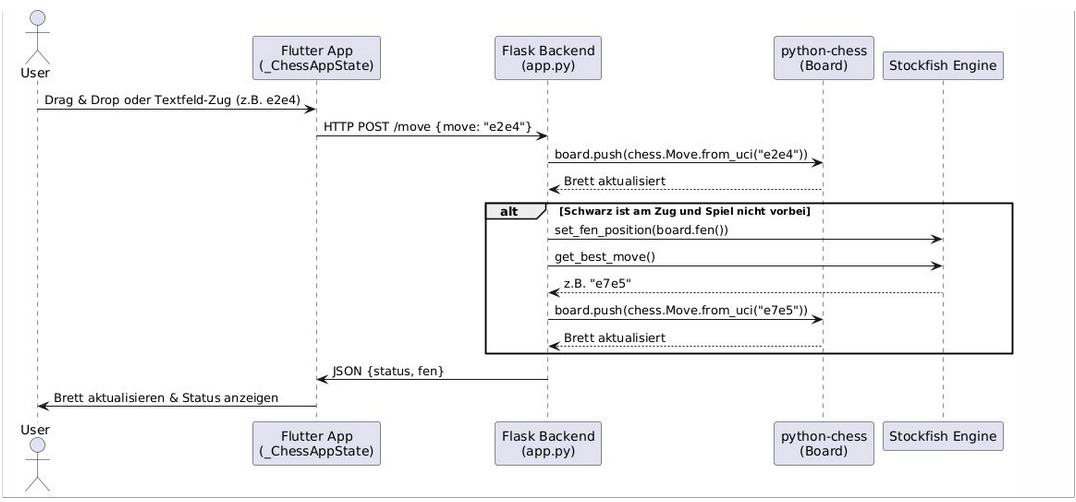 User
Flutter App
(_ChessAppState)
Flask Backend
(app.py)
python-chess
(Board)
Stockfish Engine
Drag & Drop oder Textfeld-Zug (z.B. e2e4)
HTTP POST /move {move: "e2e4"}
board.push(chess.Move.from_uci("e2e4"))
Brett aktualisiert
alt
[Schwarz ist am Zug und Spiel nicht vorbei]
set_fen_position(board.fen())
get_best_move()
z.B. "e7e5"
board.push(chess.Move.from_uci("e7e5"))
Brett aktualisiert
JSON {status, fen}
Brett aktualisieren & Status anzeigen
User
Flutter App
(_ChessAppState)
Flask Backend
(app.py)
python-chess
(Board)
Stockfish Engine